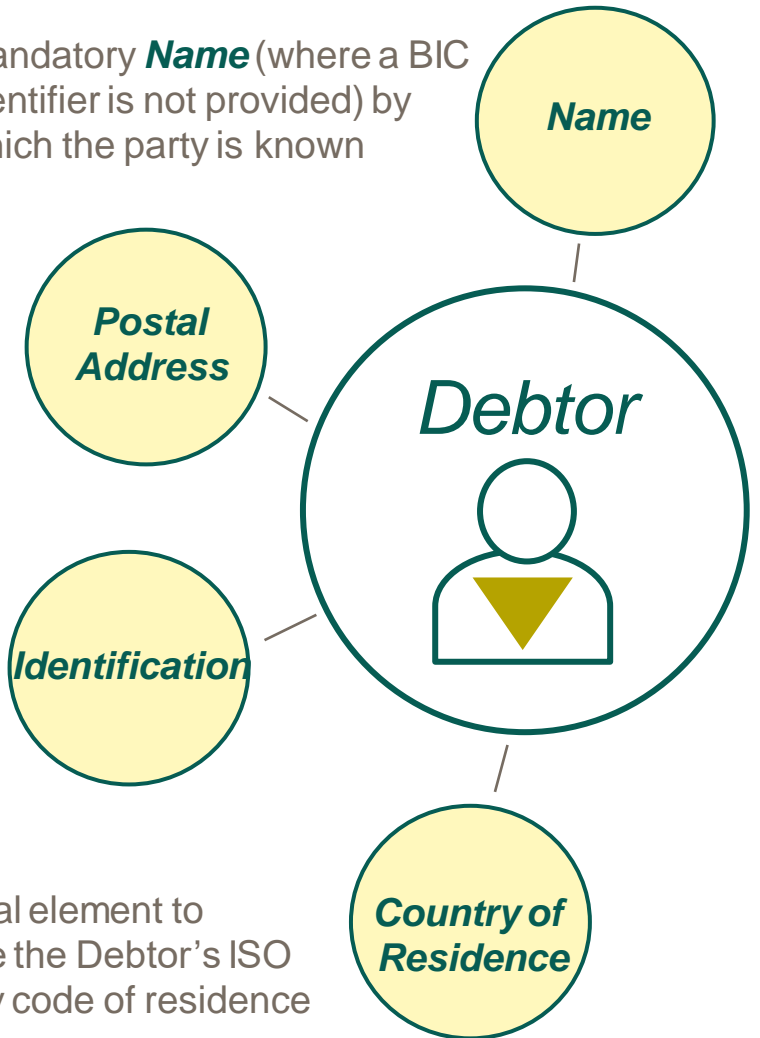 andatory Name (where a BIC
entifier is not provided) by
hich the party is known
Name
Postal
Address
Debtor
Identification
al element to
e the Debtor's ISO
y code of residence
Country of
Residence